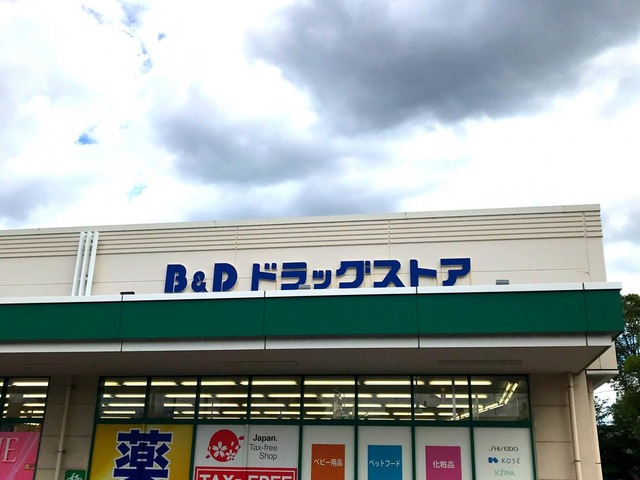 B&D ドラッグストア
薬
Japan.
Tax-free
Shop
TAX-FREE
ベビー用品
ペットフード
化粧品
SHISEIDO
KOSÉ